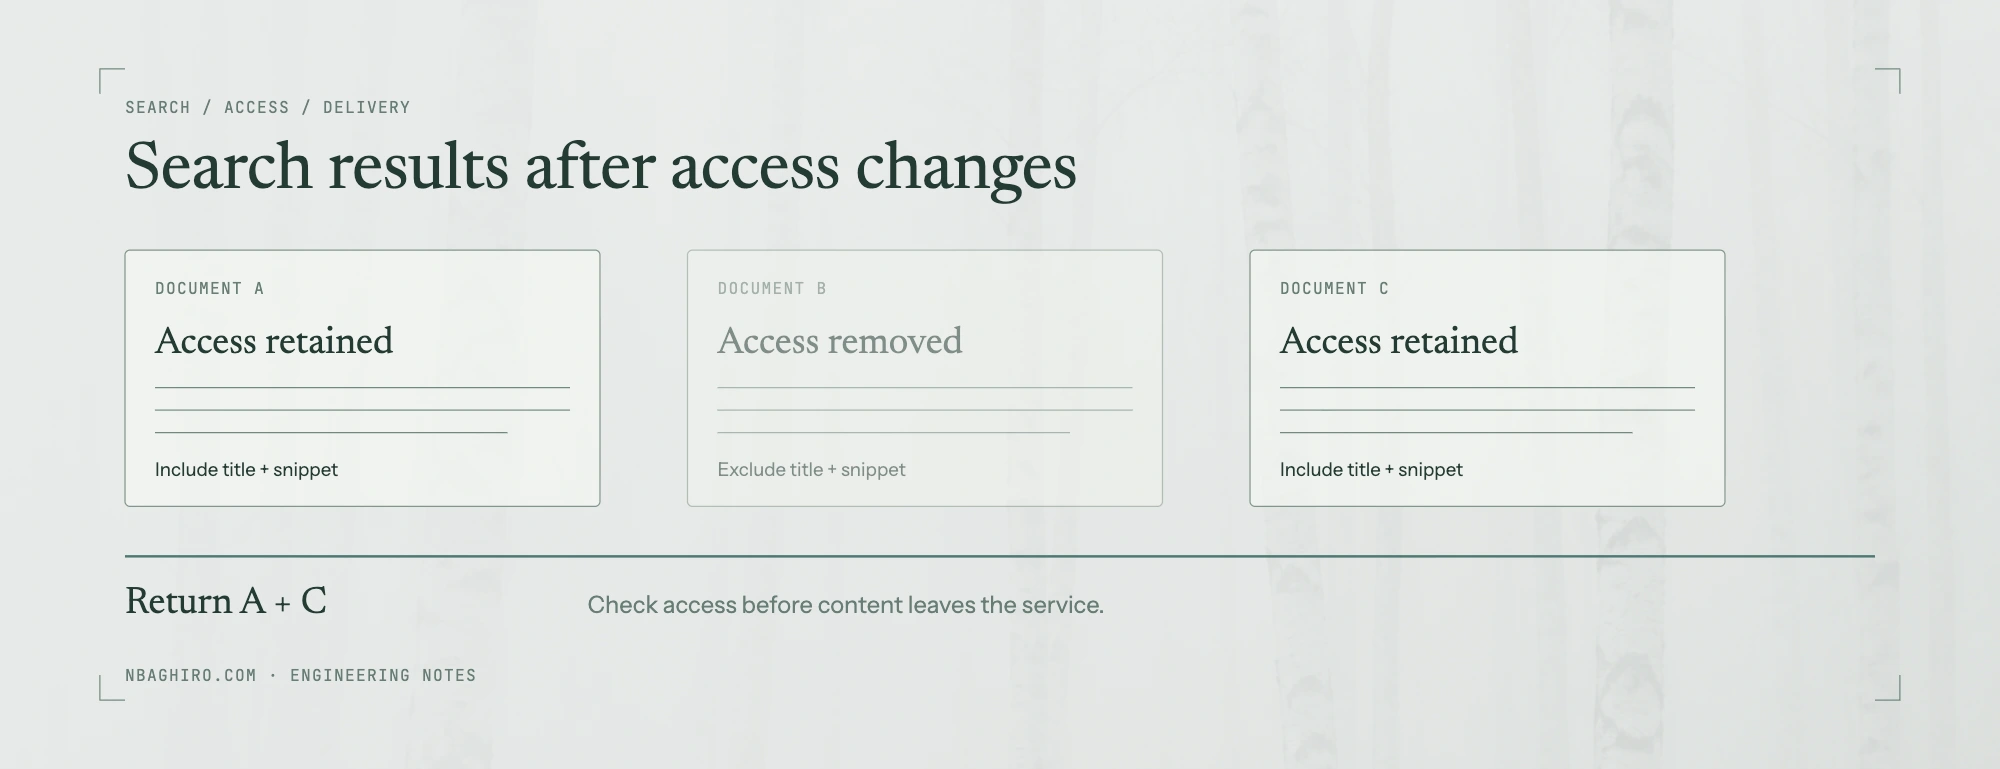 SEARCH / ACCESS / DELIVERY
Search results after access changes
DOCUMENT A
Access retained
Include title + snippet
DOCUMENT B
Access removed
Exclude title + snippet
DOCUMENT C
Access retained
Include title + snippet
Return A + C
Check access before content leaves the service.
NBAGHIRO.COM · ENGINEERING NOTES